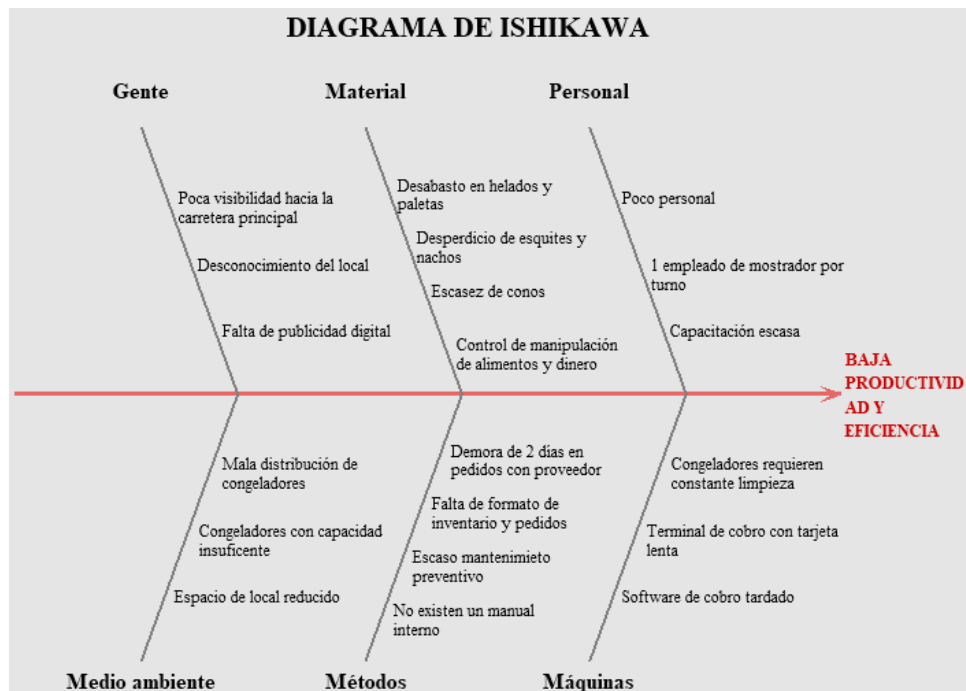 DIAGRAMA DE ISHIKAWA
Gente
Material
Personal
Poca visibilidad hacia la
carretera principal
Desconocimiento del local
Falta de publicidad digital
Desabasto en helados y
paletas
Desperdicio de esquites y
nachos
Escasez de conos
Control de manipulación
de alimentos y dinero
Poco personal
1 empleado de mostrador por
turno
Capacitación escasa
BAJA
PRODUCTIVID
AD Y
EFICIENCIA
Mala distribución de
congeladores
Congeladores con capacidad
insuficente
Espacio de local reducido
Demora de 2 días en
pedidos con proveedor
Falta de formato de
inventario y pedidos
Escaso mantenimieto
preventivo
No existen un manual
interno
Congeladores requieren
constante limpieza
Terminal de cobro con tarjeta
lenta
Software de cobro tardado
Medio ambiente
Métodos
Máquinas